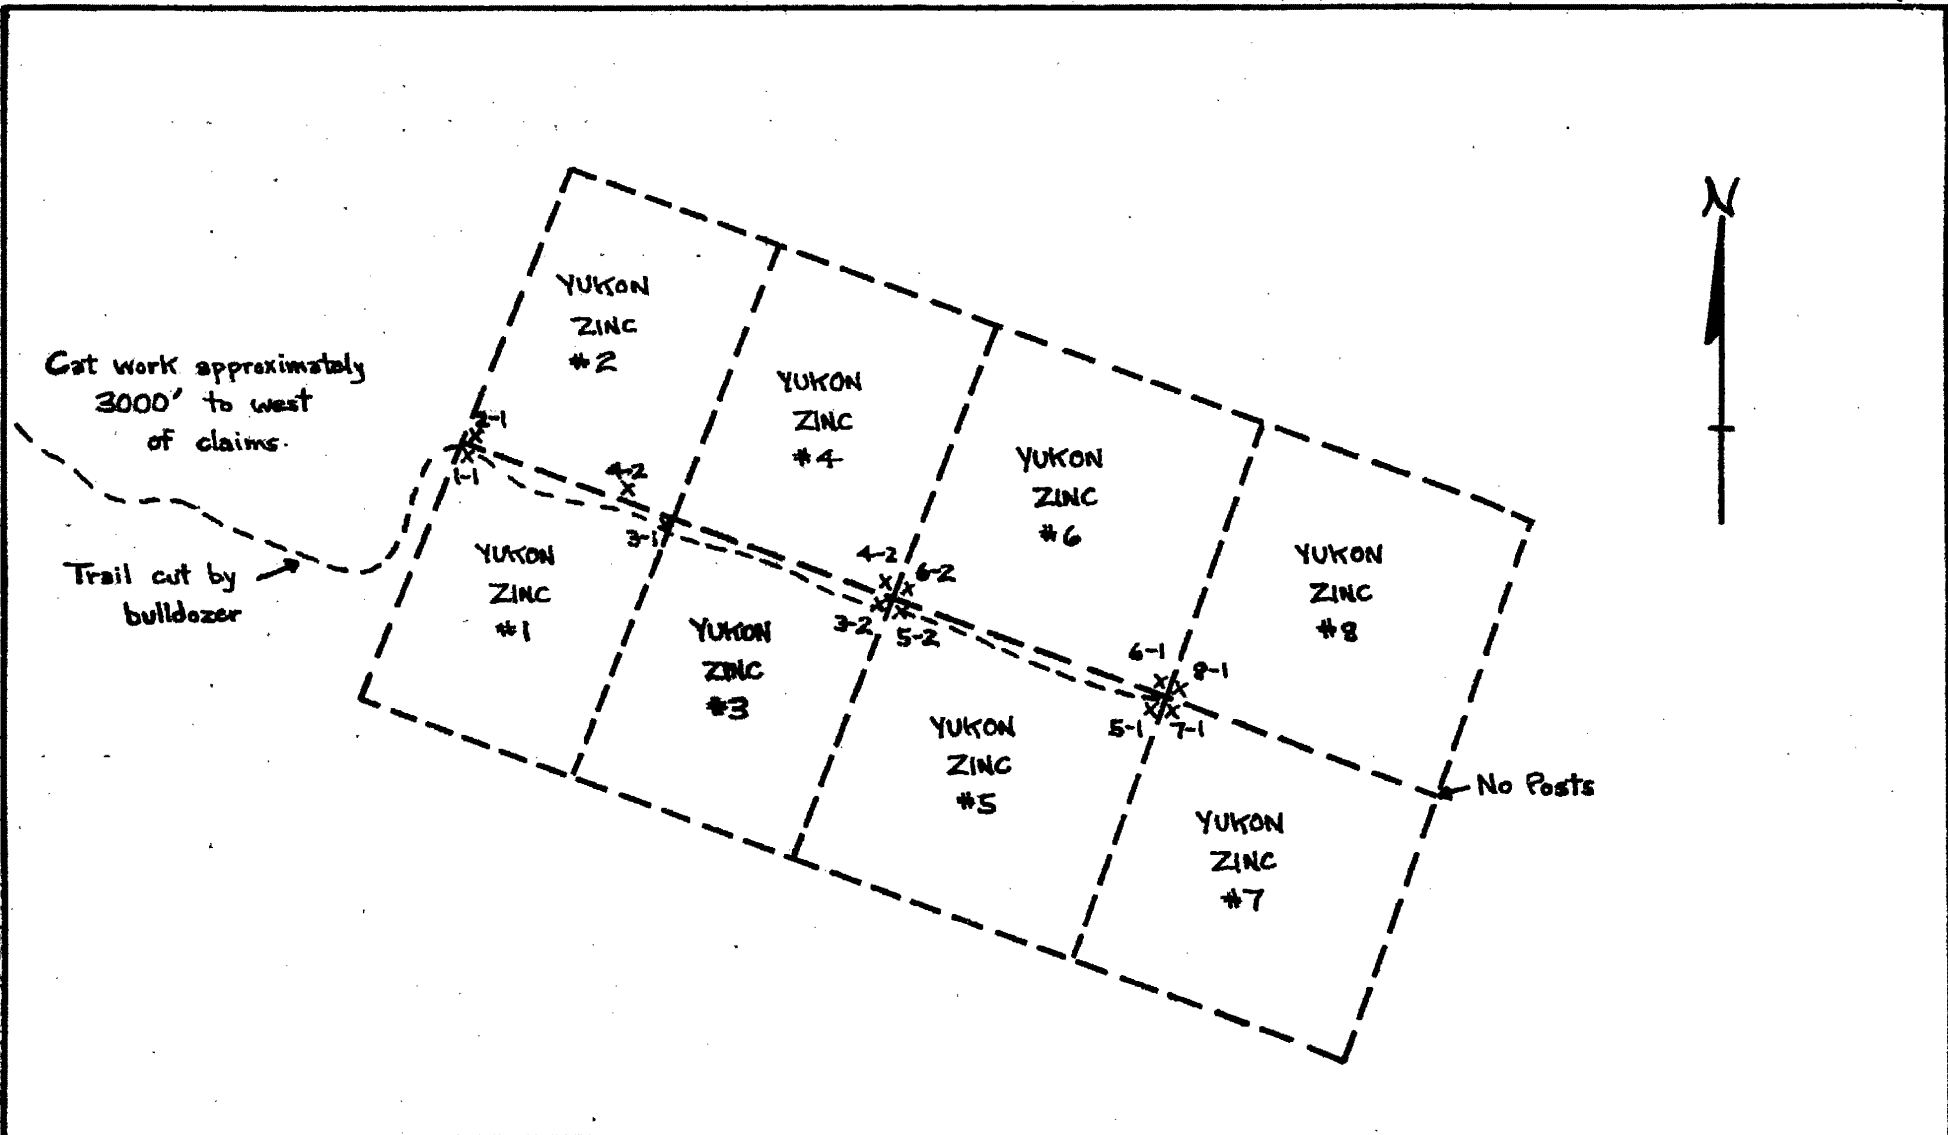 N
YUKON
ZINC
#2
Cat work approximately
3000' to west
of claims.
YUKON
ZINC
#4
2-1
1-1
4-2
YUKON
ZINC
#6
3-1
YUKON
ZINC
#1
Trail cut by
bulldozer
4-2
6-2
3-2
5-2
YUKON
ZINC
#8
YUKON
ZINC
#3
6-1
8-1
5-1
7-1
YUKON
ZINC
#5
No Posts
YUKON
ZINC
#7